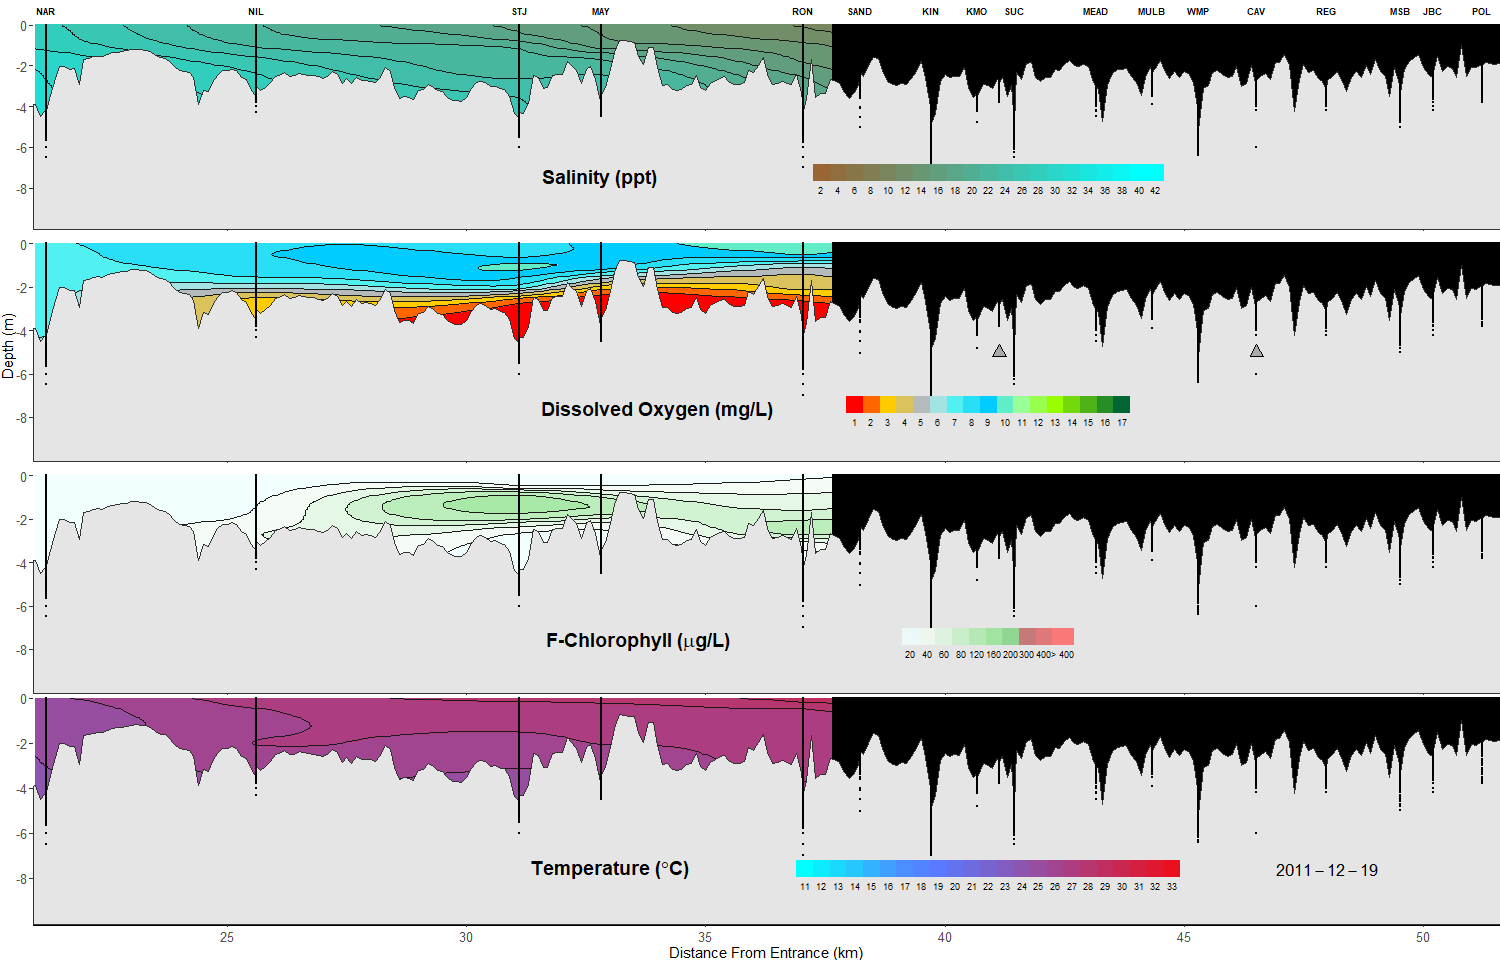 NAR NIL STJ MAY RON SAND KIN KMO SUC MEAD MULB WMP CAV REG MSB JBC POL
0
-2
-4
-6
-8
Salinity (ppt)
2 4 6 8 10 12 14 16 18 20 22 24 26 28 30 32 34 36 38 40 42
0
-2
-4
-6
-8
Depth (m)
Dissolved Oxygen (mg/L)
1 2 3 4 5 6 7 8 9 10 11 12 13 14 15 16 17
0
-2
-4
-6
-8
F-Chlorophyll (µg/L)
20 40 60 80 120 160 200 300 400 > 400
0
-2
-4
-6
-8
Temperature (°C)
11 12 13 14 15 16 17 18 19 20 21 22 23 24 25 26 27 28 29 30 31 32 33
2011 – 12 – 19
25 30 35 40 45 50
Distance From Entrance (km)